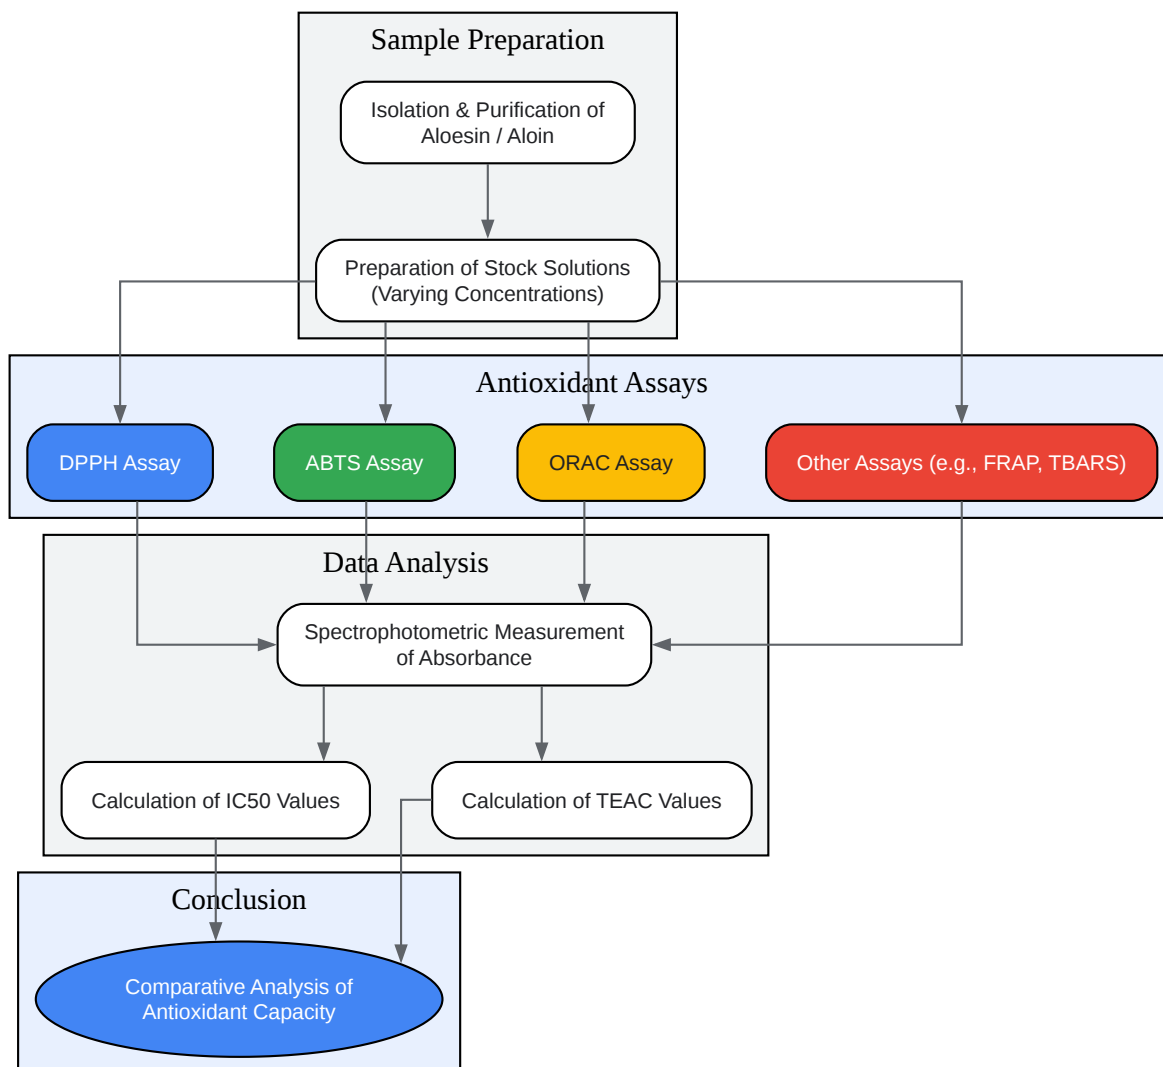 Sample Preparation
Isolation & Purification of
Aloesin / Aloin
Preparation of Stock Solutions
(Varying Concentrations)
Antioxidant Assays
DPPH Assay
ABTS Assay
ORAC Assay
Other Assays (e.g., FRAP, TBARS)
Data Analysis
Spectrophotometric Measurement
of Absorbance
Calculation of IC50 Values
Calculation of TEAC Values
Conclusion
Comparative Analysis of
Antioxidant Capacity